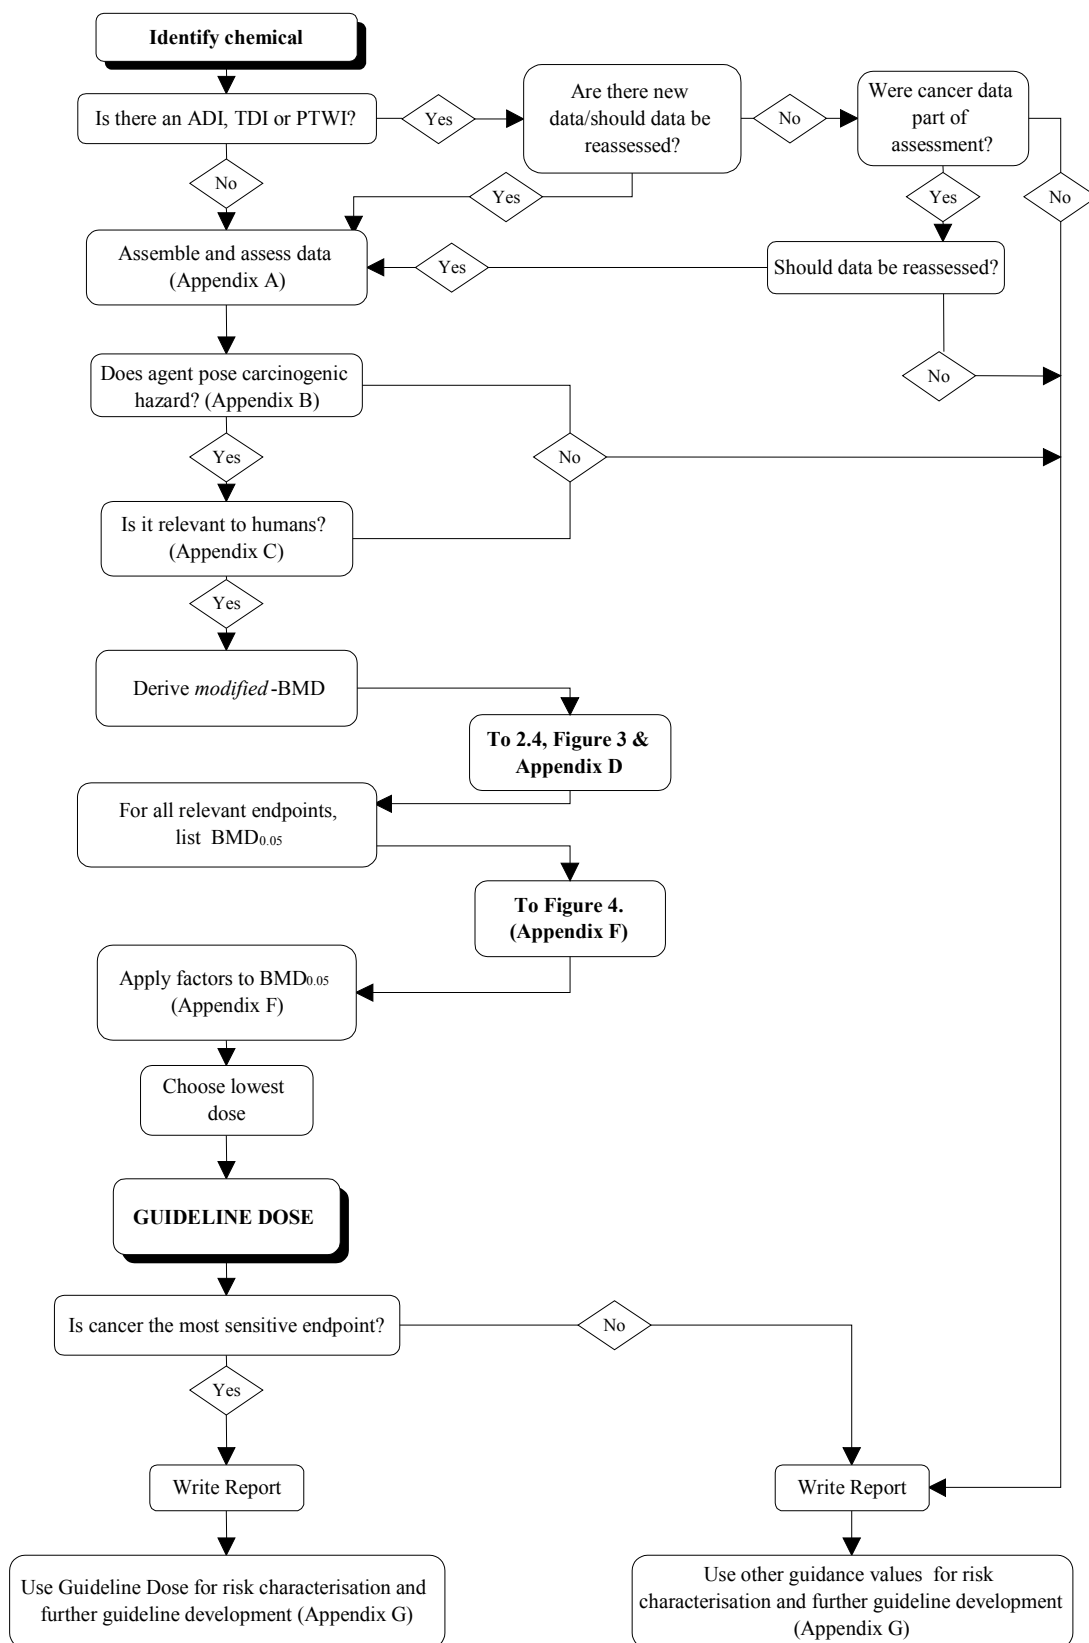 Identify chemical
Is there an ADI, TDI or PTWI?
Yes
Are there new
data/should data be
reassessed?
No
Were cancer data
part of
assessment?
No
Yes
Yes
No
Assemble and assess data
(Appendix A)
Yes
Should data be reassessed?
No
Does agent pose carcinogenic
hazard? (Appendix B)
Yes
No
Is it relevant to humans?
(Appendix C)
Yes
Derive modified-BMD
To 2.4, Figure 3 &
Appendix D
For all relevant endpoints,
list BMD0.05
To Figure 4.
(Appendix F)
Apply factors to BMD0.05
(Appendix F)
Choose lowest
dose
GUIDELINE DOSE
Is cancer the most sensitive endpoint?
No
Yes
Write Report
Write Report
Use Guideline Dose for risk characterisation and
further guideline development (Appendix G)
Use other guidance values for risk
characterisation and further guideline development
(Appendix G)